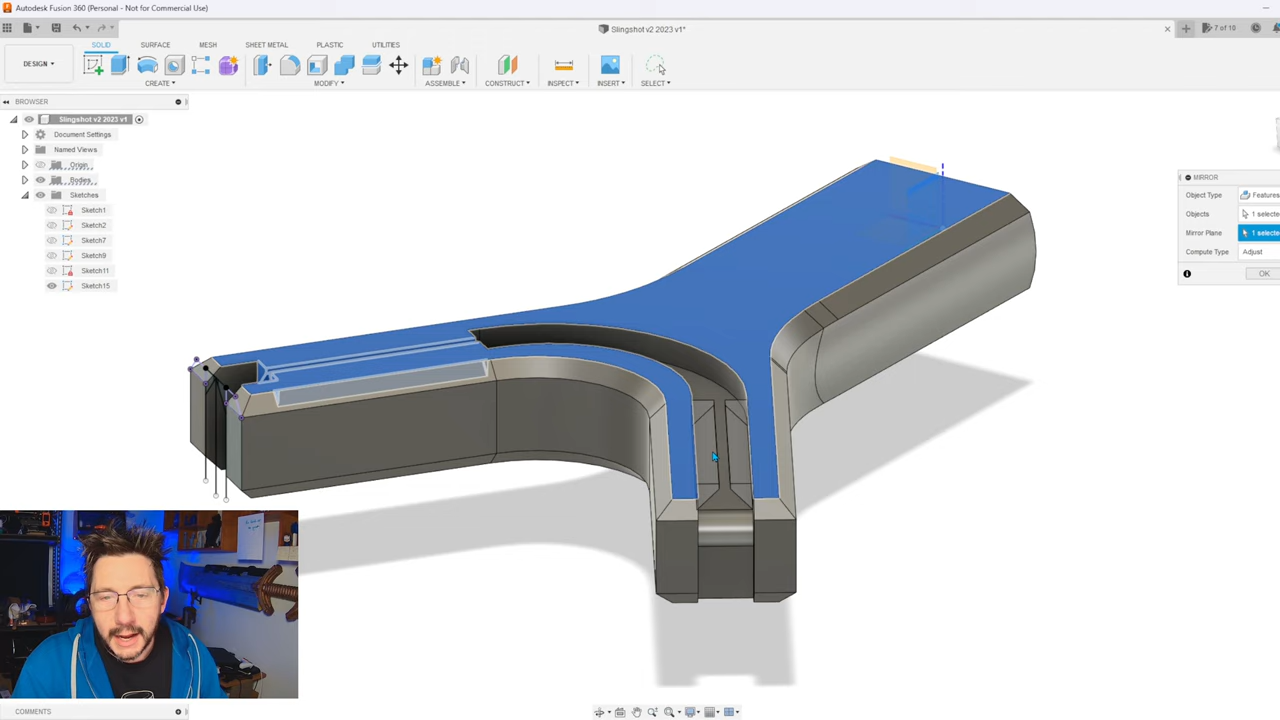 Autodesk Fusion 360 (Personal - Not for Commercial Use)
Slingshot v2 2023 v1*
7 of 10
DESIGN
SOLID SURFACE MESH SHEET METAL PLASTIC UTILITIES
CREATE MODIFY ASSEMBLE CONSTRUCT INSPECT INSERT SELECT
BROWSER
Slingshot v2 2023 v1
Document Settings
Named Views
Origin
Bodies
Sketches
Sketch1
Sketch2
Sketch7
Sketch9
Sketch11
Sketch15
MIRROR
Object Type Features
Objects 1 selecte
Mirror Plane 1 selecte
Compute Type Adjust
OK
COMMENTS